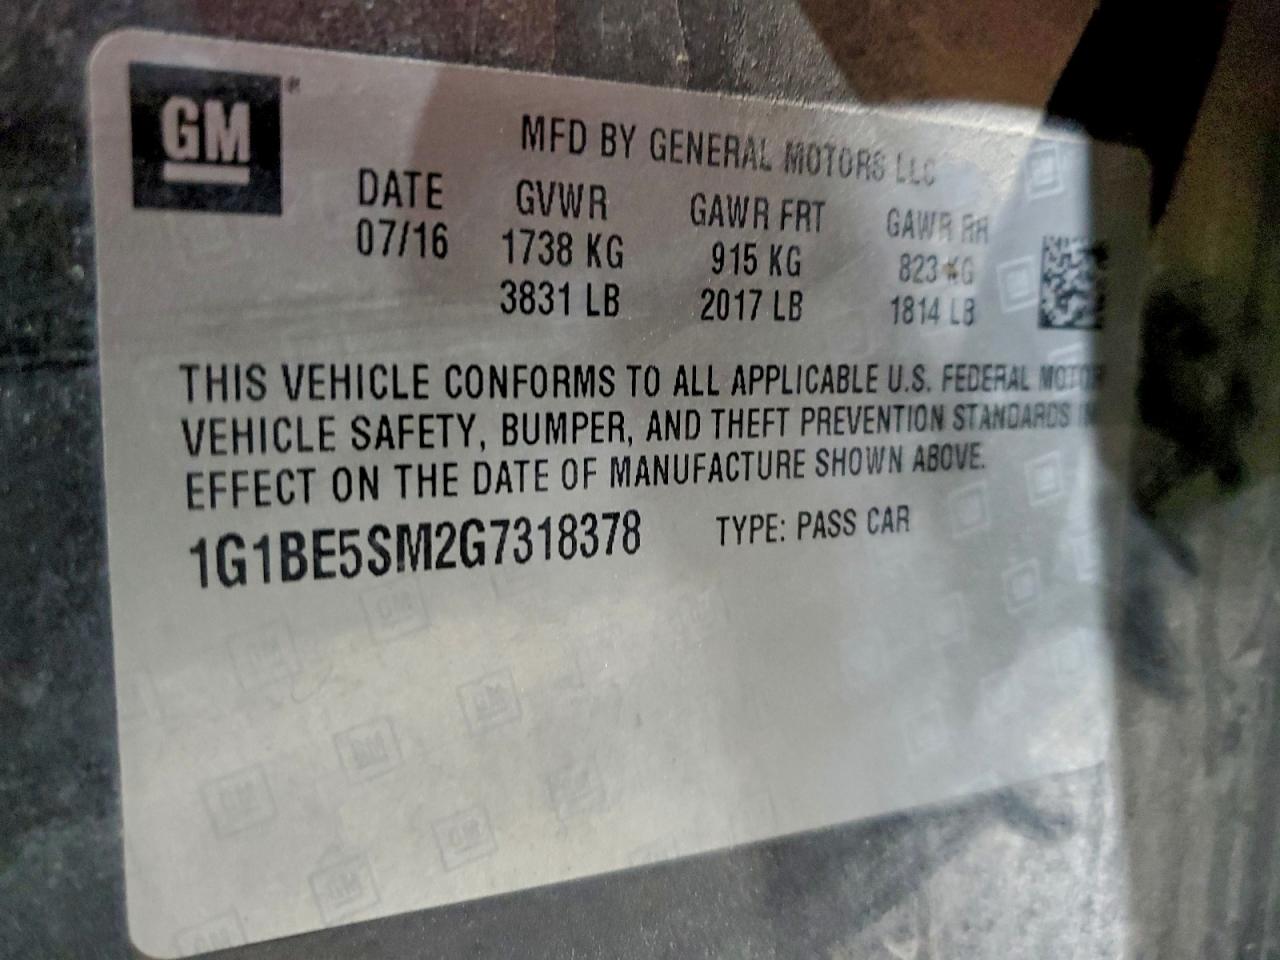 GM
MFD BY GENERAL MOTORS LLC
DATE GVWR GAWR FRT GAWR RR
07/16 1738 KG 915 KG 823 KG
3831 LB 2017 LB 1814 LB
THIS VEHICLE CONFORMS TO ALL APPLICABLE U.S. FEDERAL MOTOR
VEHICLE SAFETY, BUMPER, AND THEFT PREVENTION STANDARDS IN
EFFECT ON THE DATE OF MANUFACTURE SHOWN ABOVE.
1G1BE5SM2G7318378 TYPE: PASS CAR